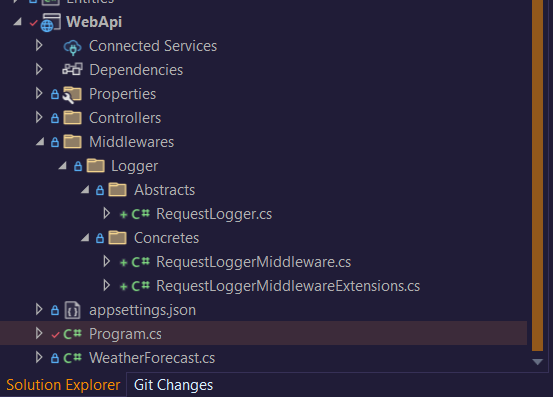 Entities
WebApi
Connected Services
Dependencies
Properties
Controllers
Middlewares
Logger
Abstracts
C# RequestLogger.cs
Concretes
C# RequestLoggerMiddleware.cs
C# RequestLoggerMiddlewareExtensions.cs
appsettings.json
C# Program.cs
C# WeatherForecast.cs
Solution Explorer Git Changes